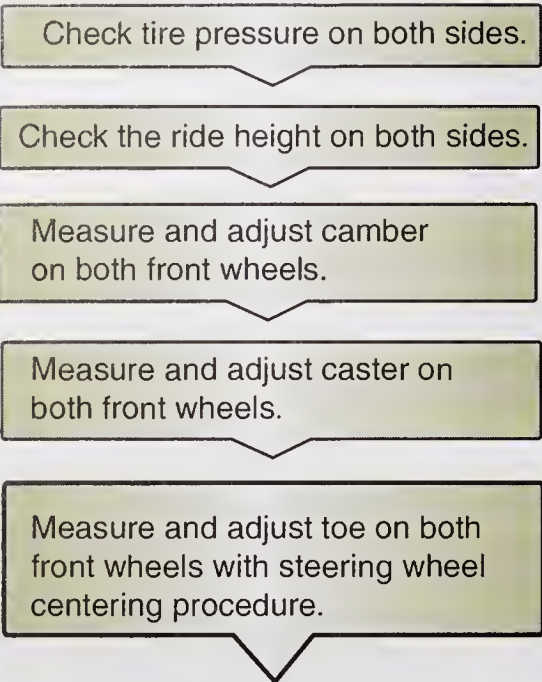 Check tire pressure on both sides.
Check the ride height on both sides.
Measure and adjust camber
on both front wheels.
Measure and adjust caster on
both front wheels.
Measure and adjust toe on both
front wheels with steering wheel
centering procedure.